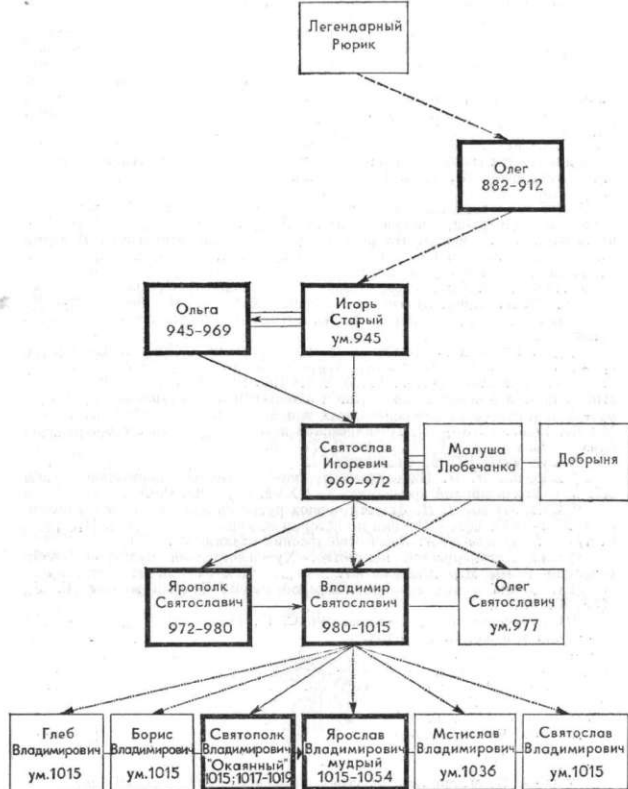 Легендарный
Рюрик
Олег
882-912
Ольга
945-969
Игорь
Старый
ум.945
Святослав
Игоревич
969-972
Малуша
Любечанка
Добрыня
Ярополк
Святославич
972-980
Владимир
Святославич
980-1015
Олег
Святославич
ум.977
Глеб
Владимирович
ум.1015
Борис
Владимирович
ум.1015
Святополк
Владимирович
"Окаянный"
1015;1017-1019
Ярослав
Владимирович
мудрый
1015-1054
Мстислав
Владимирович
ум.1036
Святослав
Владимирович
ум.1015